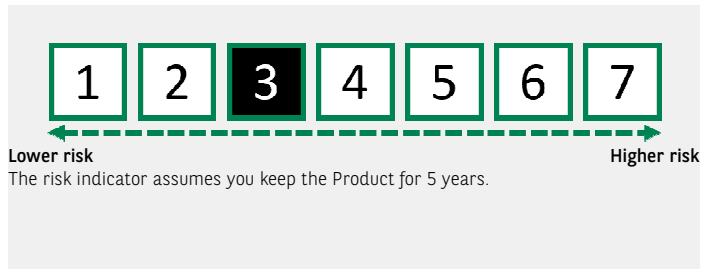 1 2 3 4 5 6 7
Lower risk Higher risk
The risk indicator assumes you keep the Product for 5 years.